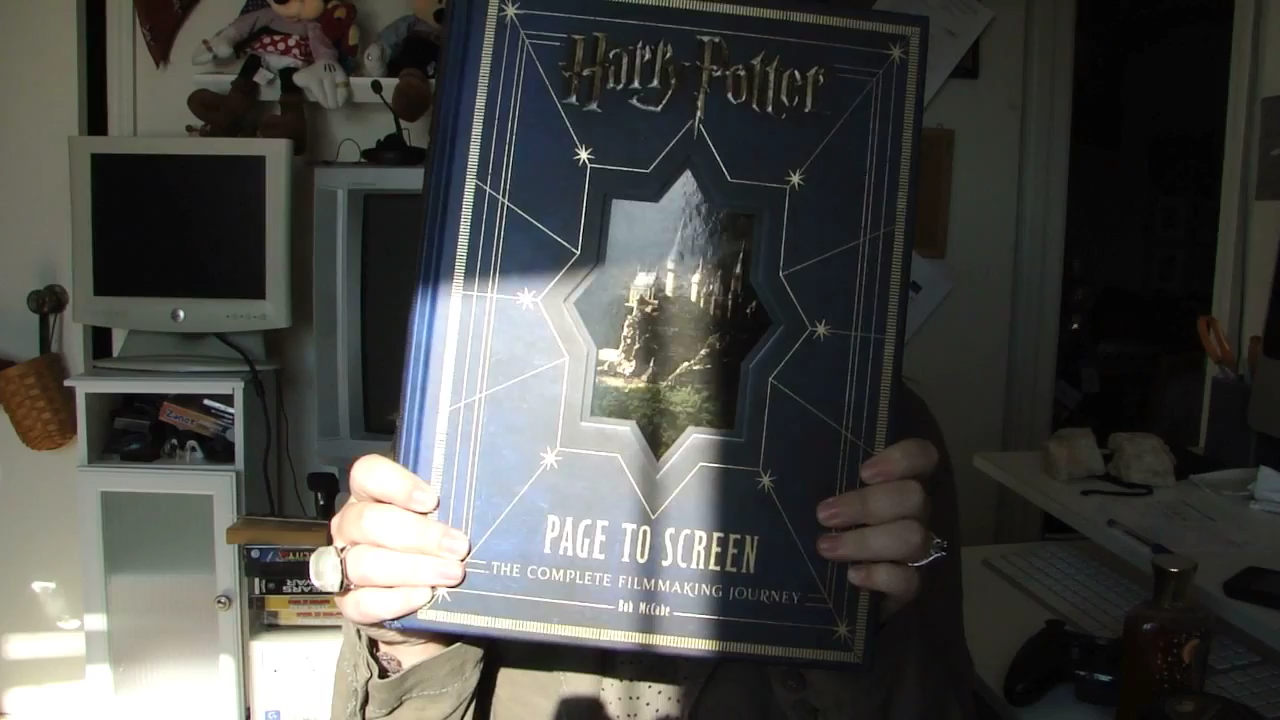 Harry Potter
PAGE TO SCREEN
THE COMPLETE FILMMAKING JOURNEY
Bob McCabe